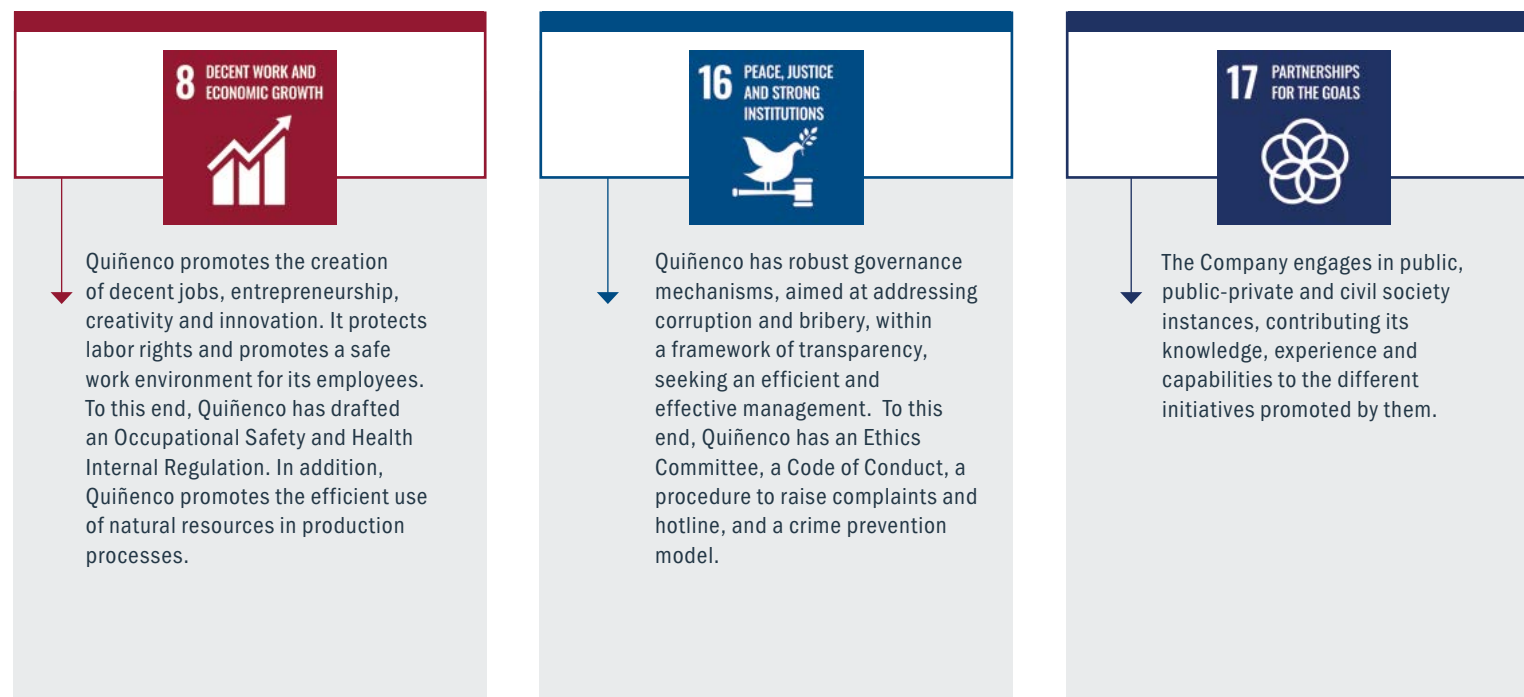 8 DECENT WORK AND
ECONOMIC GROWTH
Quiñenco promotes the creation
of decent jobs, entrepreneurship,
creativity and innovation. It protects
labor rights and promotes a safe
work environment for its employees.
To this end, Quiñenco has drafted
an Occupational Safety and Health
Internal Regulation. In addition,
Quiñenco promotes the efficient use
of natural resources in production
processes.
16 PEACE, JUSTICE
AND STRONG
INSTITUTIONS
Quiñenco has robust governance
mechanisms, aimed at addressing
corruption and bribery, within
a framework of transparency,
seeking an efficient and
effective management. To this
end, Quiñenco has an Ethics
Committee, a Code of Conduct, a
procedure to raise complaints and
hotline, and a crime prevention
model.
17 PARTNERSHIPS
FOR THE GOALS
The Company engages in public,
public-private and civil society
instances, contributing its
knowledge, experience and
capabilities to the different
initiatives promoted by them.